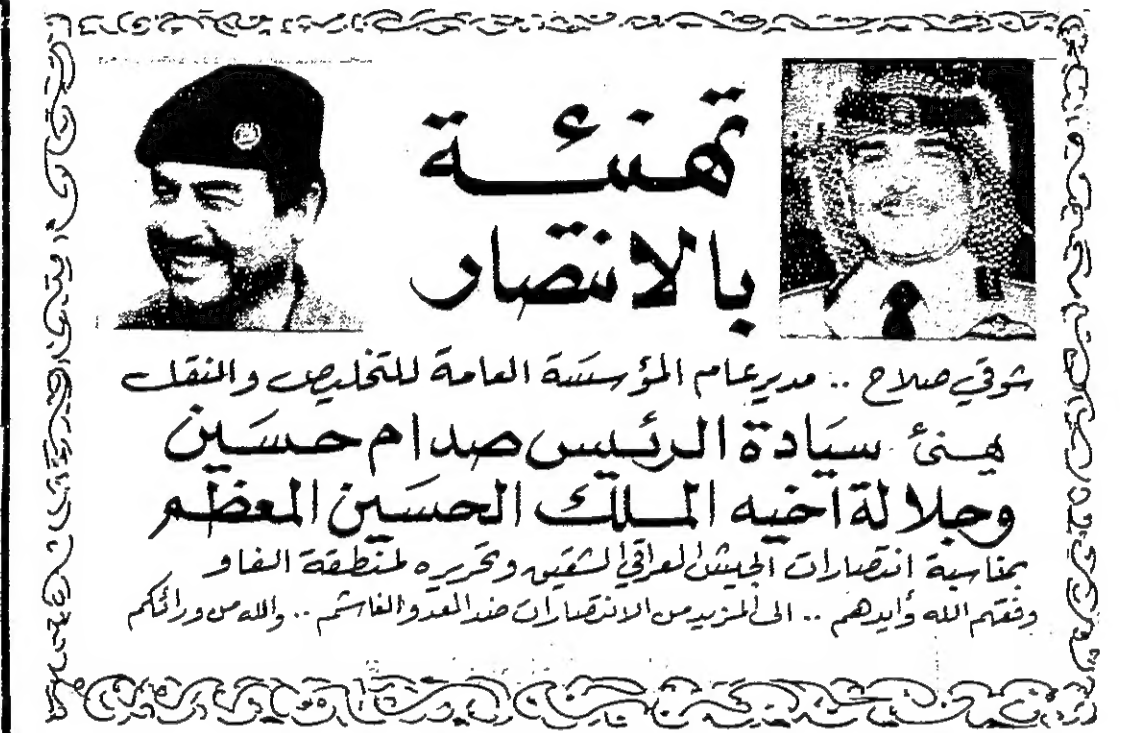 تهنئة
بالانتصار
شوقي صلاح .. مدير عام المؤسسة العامة للتخليص والنقل
يهنئ سيادة الرئيس صدام حسين
وجلالة أخيه الملك الحسين المعظم
بمناسبة انتصارات الجيش العراقي الشقيق وتحريره لمنطقة الفاو
وفقهم الله وأيدهم .. الى المزيد من الانتصارات ضد العدو الغاشم .. والله من ورائكم